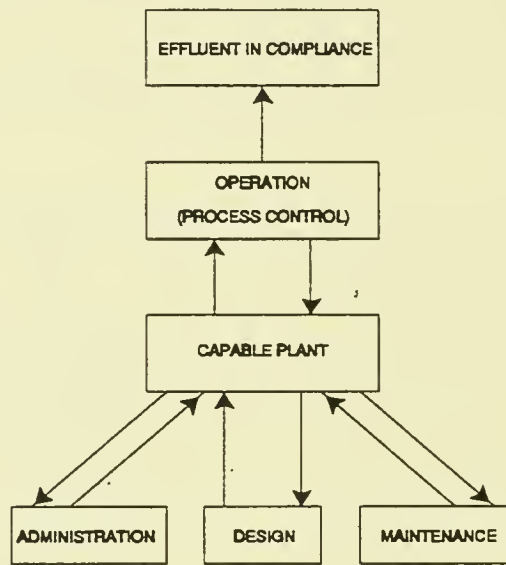 EFFLUENT IN COMPLIANCE
OPERATION
(PROCESS CONTROL)
CAPABLE PLANT
ADMINISTRATION
DESIGN
MAINTENANCE